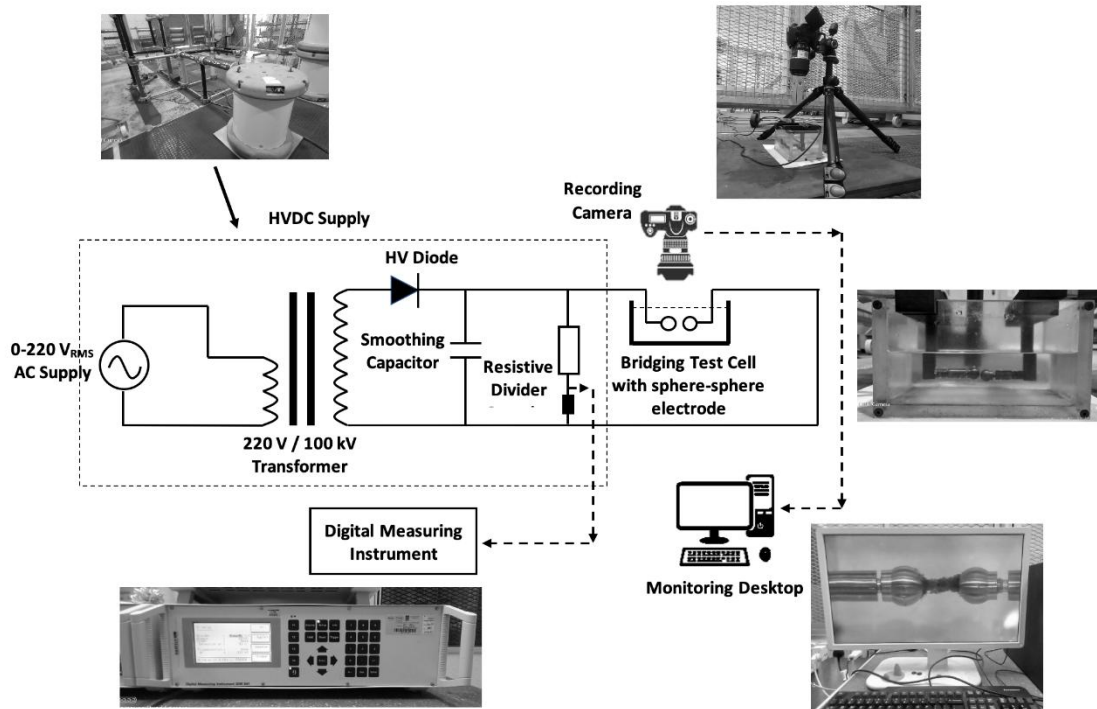 HVDC Supply
Recording
Camera
HV Diode
0-220 VRMS
AC Supply
Smoothing
Capacitor
Resistive
Divider
Bridging Test Cell
with sphere-sphere
electrode
220 V / 100 kV
Transformer
Digital Measuring
Instrument
Monitoring Desktop